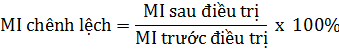 MI chênh lệch = MI sau điều trị / MI trước điều trị x 100%